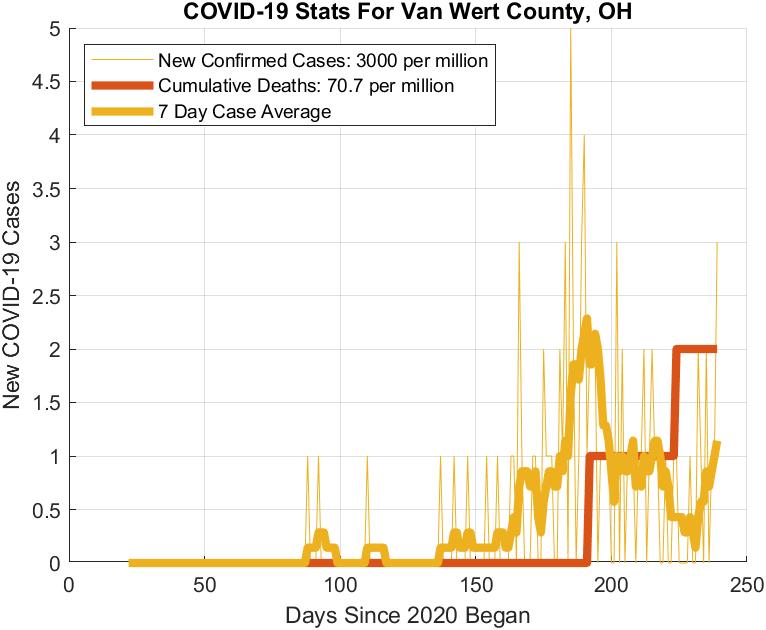 COVID-19 Stats For Van Wert County, OH
New Confirmed Cases: 3000 per million
Cumulative Deaths: 70.7 per million
7 Day Case Average
New COVID-19 Cases
5
4.5
4
3.5
3
2.5
2
1.5
1
0.5
0
0 50 100 150 200 250
Days Since 2020 Began